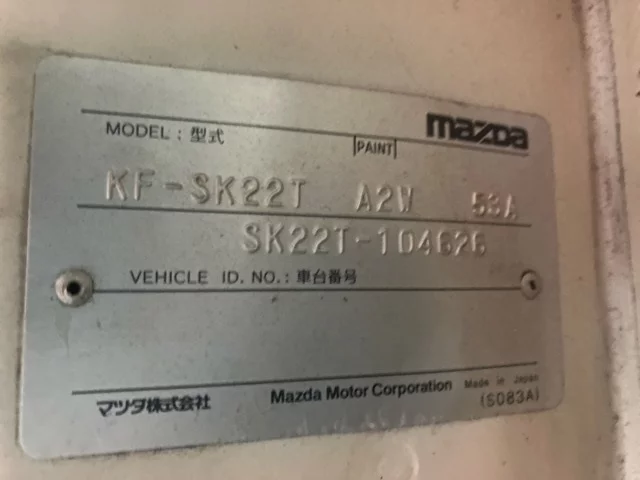 mazda
MODEL : 型式 PAINT
KF-SK22T A2W 53A
SK22T-104626
VEHICLE ID. NO. : 車台番号
マツダ株式会社 Mazda Motor Corporation Made in Japan
(S083A)